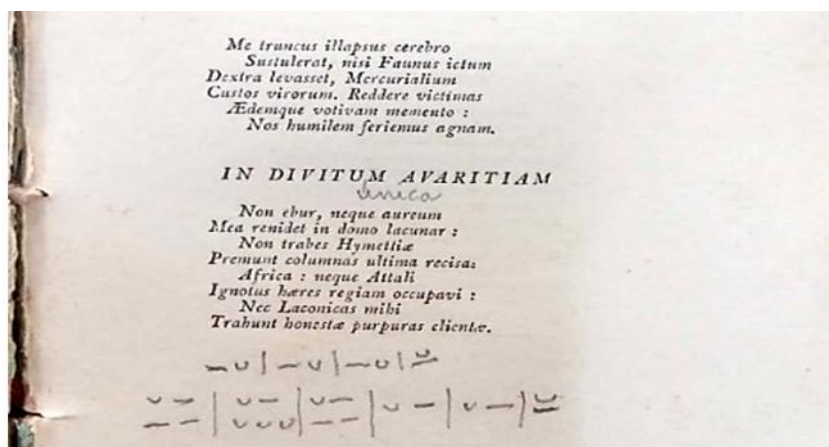 Me truncus illapsus cerebro
Sustulerat, nisi Faunus ictum
Dextra levasset, Mercurialium
Custos virorum. Reddere victimas
Ædemque votivam memento :
Nos humilem feriemus agnam.
IN DIVITUM AVARITIAM
unica
Non ebur, neque aureum
Mea renidet in domo lacunar :
Non trabes Hymettiæ
Premunt columnas ultima recisas
Africa : neque Attali
Ignotus hæres regiam occupavi :
Nec Laconicas mihi
Trahunt honestæ purpuras clientæ.
– ᴗ | – ᴗ | – ᴗ | ᴗ̲
ᴗ – | ᴗ – | ᴗ – | ᴗ – | ᴗ – | ᴗ̲
– – | ᴗ ᴗ ᴗ | – – |